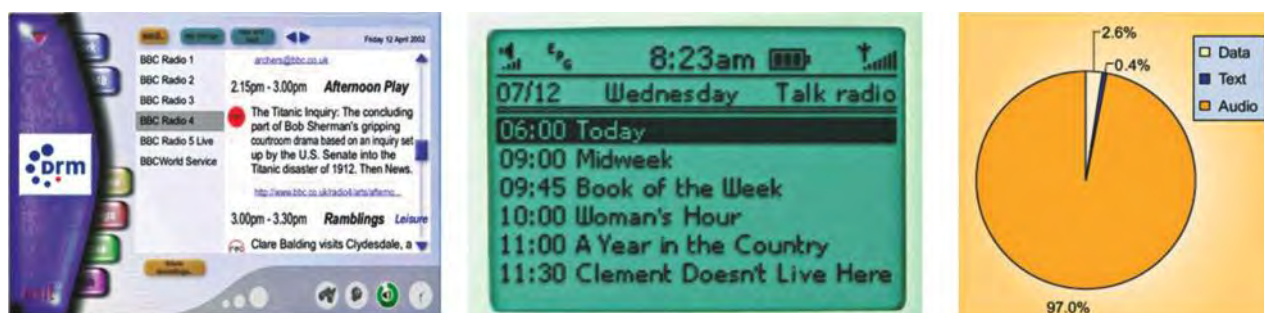 Friday 12 April 2002
BBC Radio 1
BBC Radio 2
BBC Radio 3
BBC Radio 4
BBC Radio 5 Live
BBCWorld Service
archers@bbc.co.uk
2.15pm - 3.00pm Afternoon Play
The Titanic Inquiry: The concluding
part of Bob Sherman's gripping
courtroom drama based on an inquiry set
up by the U.S. Senate into the
Titanic disaster of 1912. Then News.
3.00pm - 3.30pm Ramblings Leisure
Clare Balding visits Clydesdale, a
DRM
EPG 8:23am
07/12 Wednesday Talk radio
06:00 Today
09:00 Midweek
09:45 Book of the Week
10:00 Woman's Hour
11:00 A Year in the Country
11:30 Clement Doesn't Live Here
2.6%
0.4%
97.0%
Data
Text
Audio